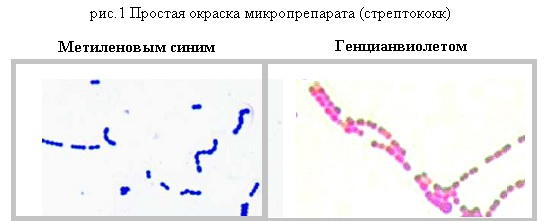 рис.1 Простая окраска микропрепарата (стрептококк)
Метиленовым синим
Генцианвиолетом